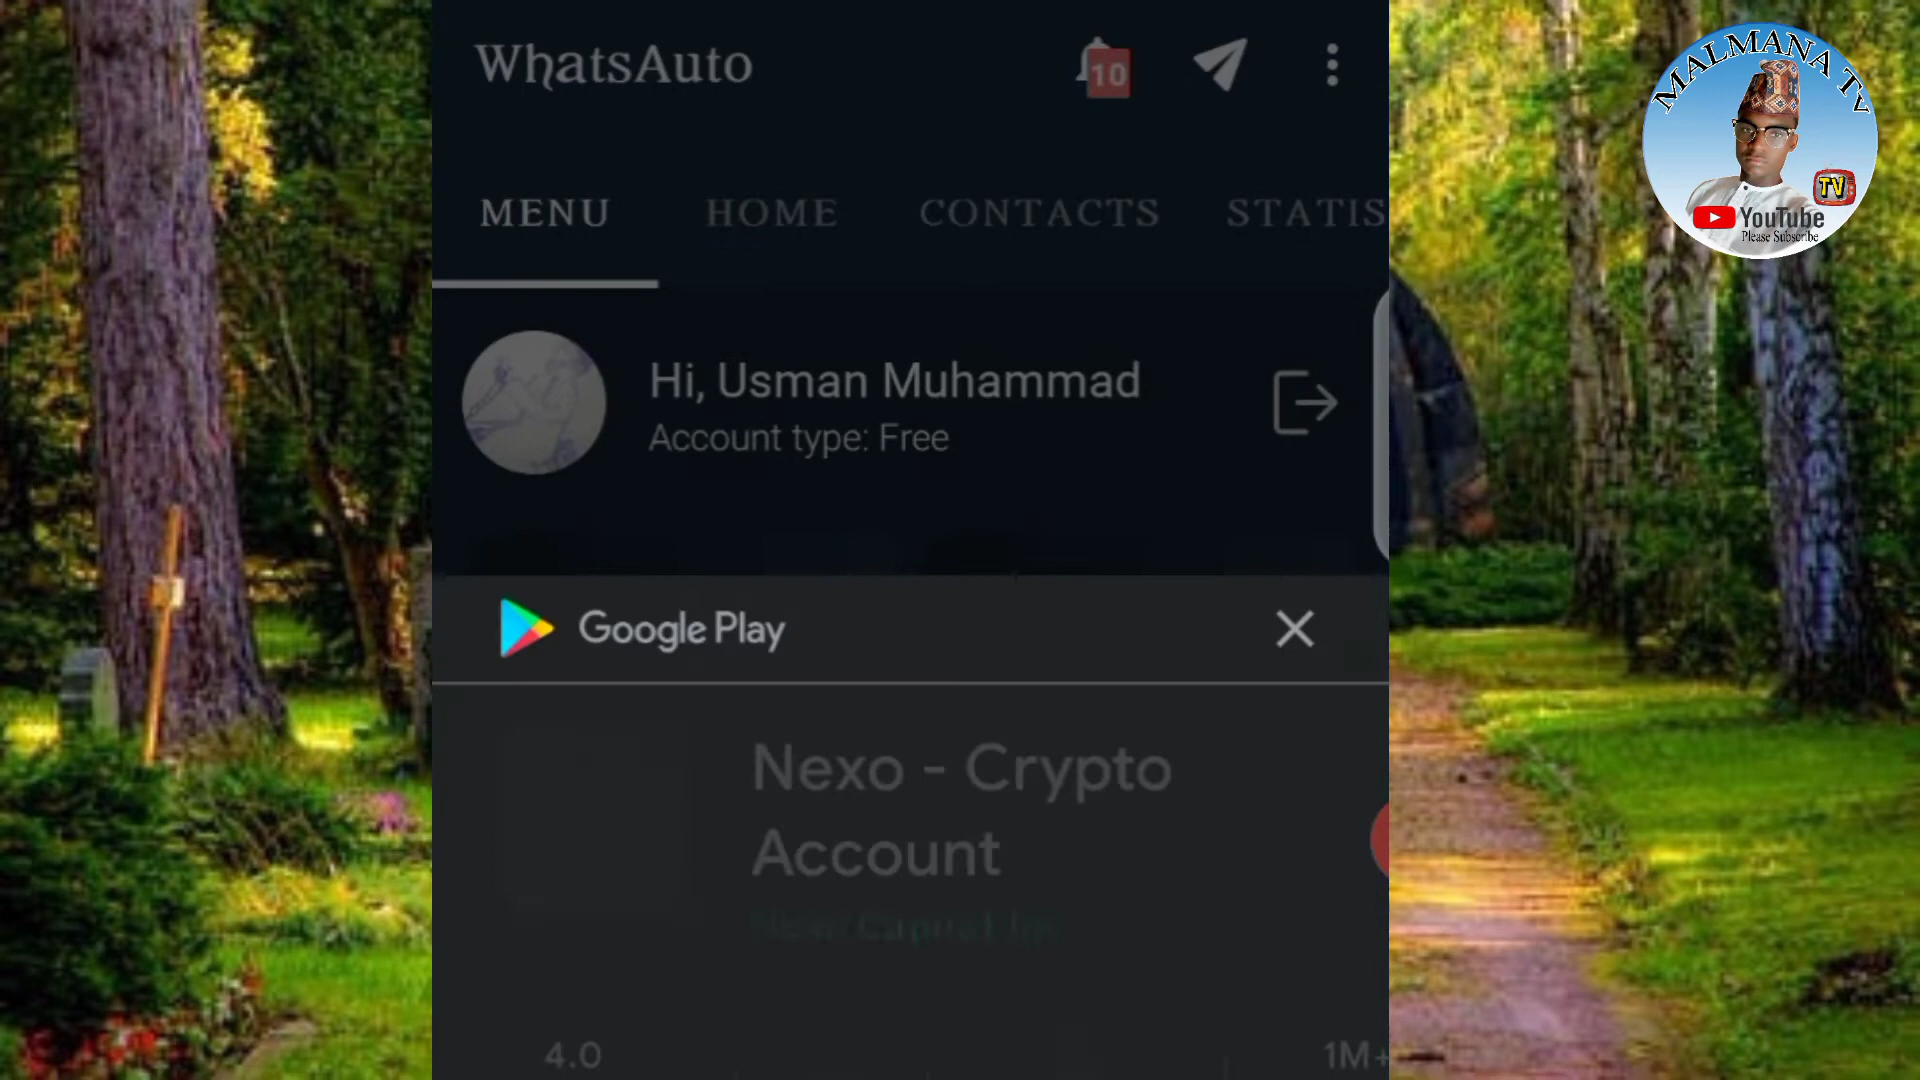 WhatsAuto
10
MENU HOME CONTACTS STATIS
Hi, Usman Muhammad
Account type: Free
Google Play
Nexo - Crypto
Account
4.0
1M+
MALMANA Tv
TV
YouTube
Please Subscribe